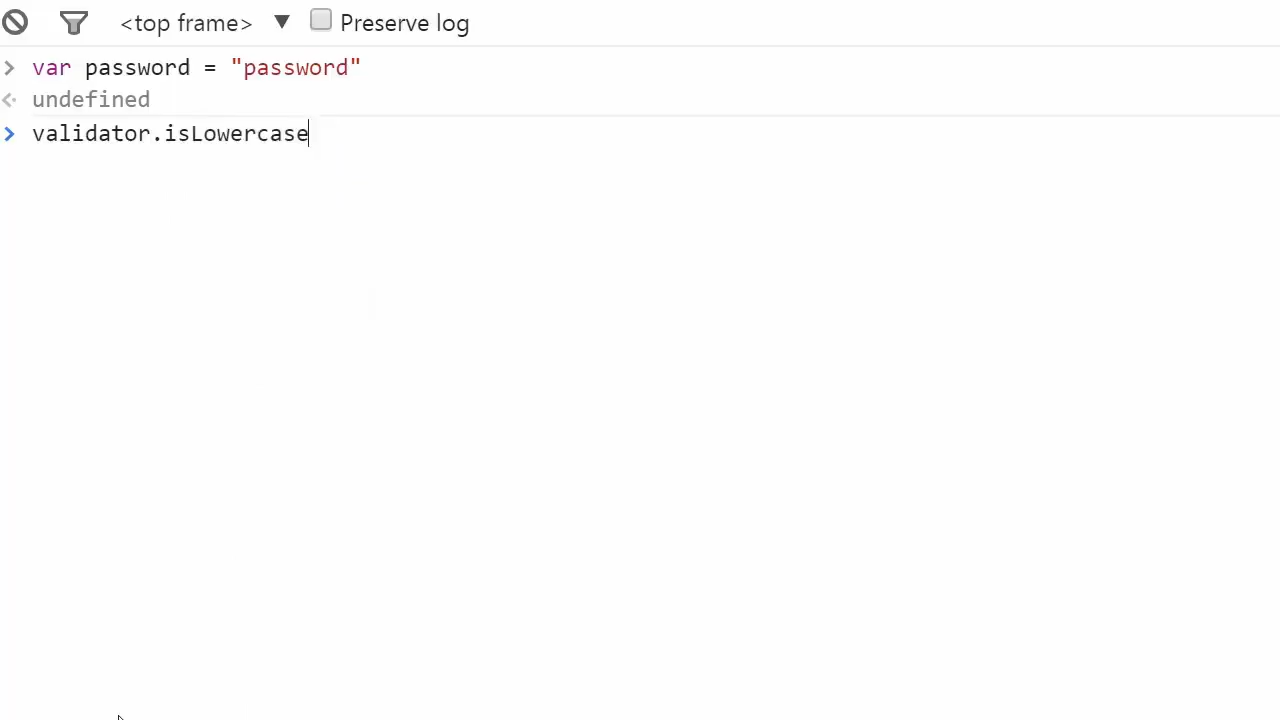 <top frame> ▼ Preserve log
> var password = "password"
<· undefined
> validator.isLowercase